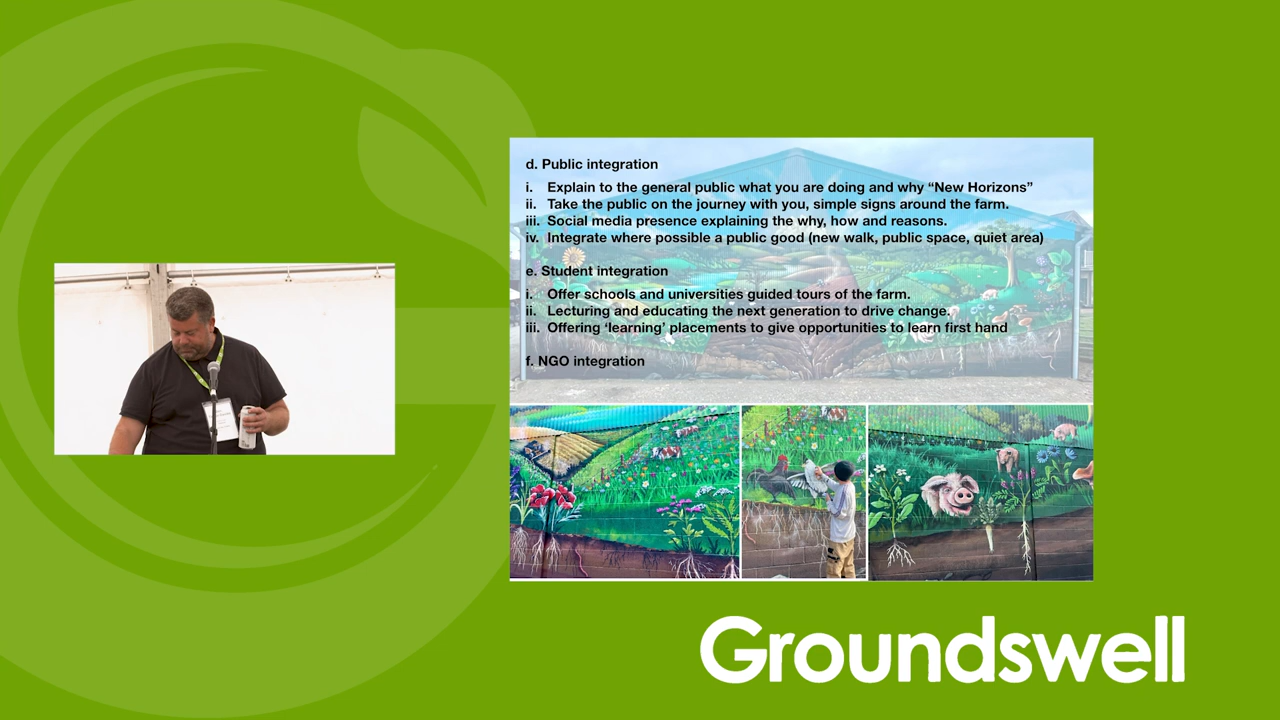 d. Public integration
i. Explain to the general public what you are doing and why “New Horizons”
ii. Take the public on the journey with you, simple signs around the farm.
iii. Social media presence explaining the why, how and reasons.
iv. Integrate where possible a public good (new walk, public space, quiet area)
e. Student integration
i. Offer schools and universities guided tours of the farm.
ii. Lecturing and educating the next generation to drive change.
iii. Offering ‘learning’ placements to give opportunities to learn first hand
f. NGO integration
Groundswell